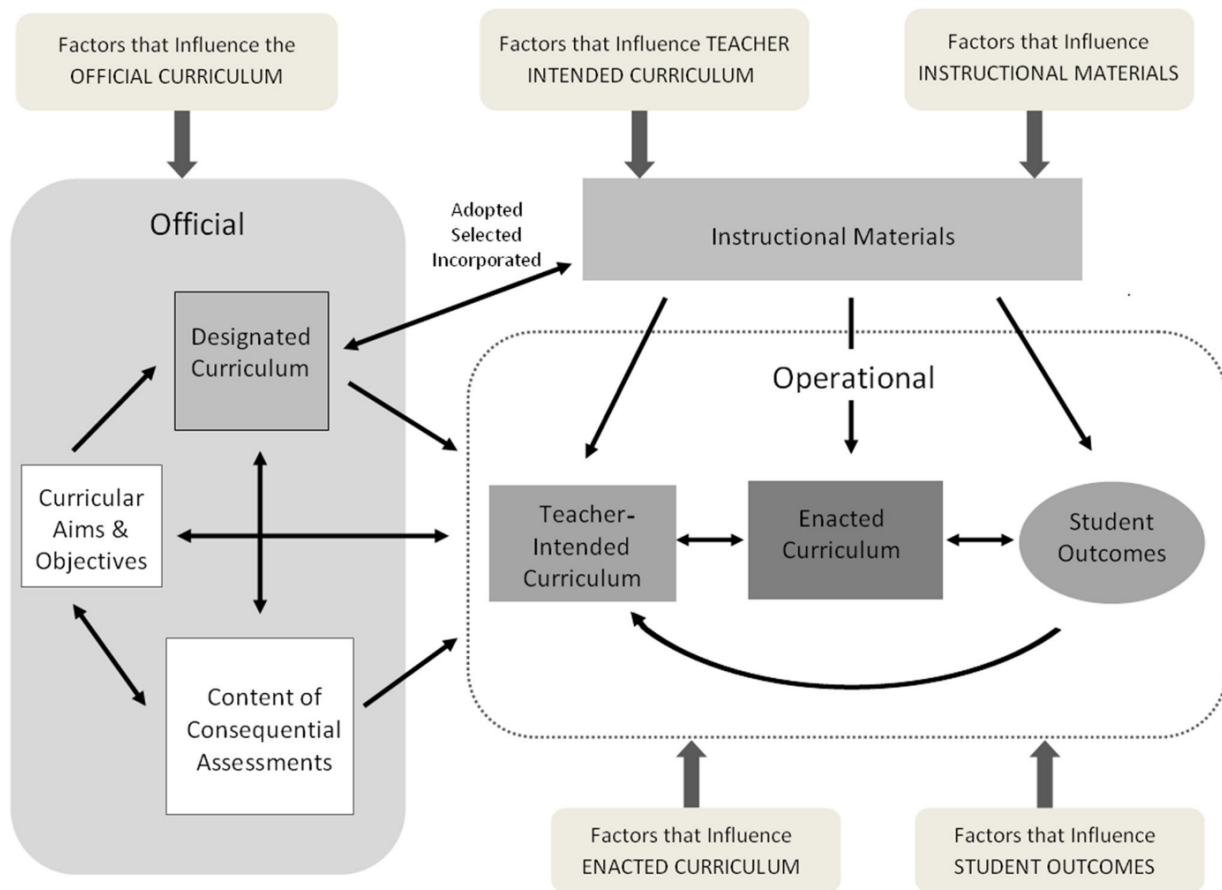 Factors that Influence the
OFFICIAL CURRICULUM
Factors that Influence TEACHER
INTENDED CURRICULUM
Factors that Influence
INSTRUCTIONAL MATERIALS
Official
Adopted
Selected
Incorporated
Instructional Materials
Designated
Curriculum
Operational
Curricular
Aims &
Objectives
Teacher-
Intended
Curriculum
Enacted
Curriculum
Student
Outcomes
Content of
Consequential
Assessments
Factors that Influence
ENACTED CURRICULUM
Factors that Influence
STUDENT OUTCOMES